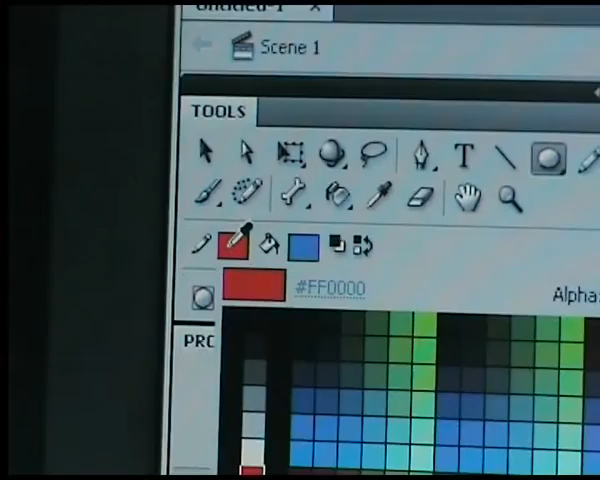 Untitled-1 ×
Scene 1
TOOLS
T
#FF0000
Alpha:
PRO